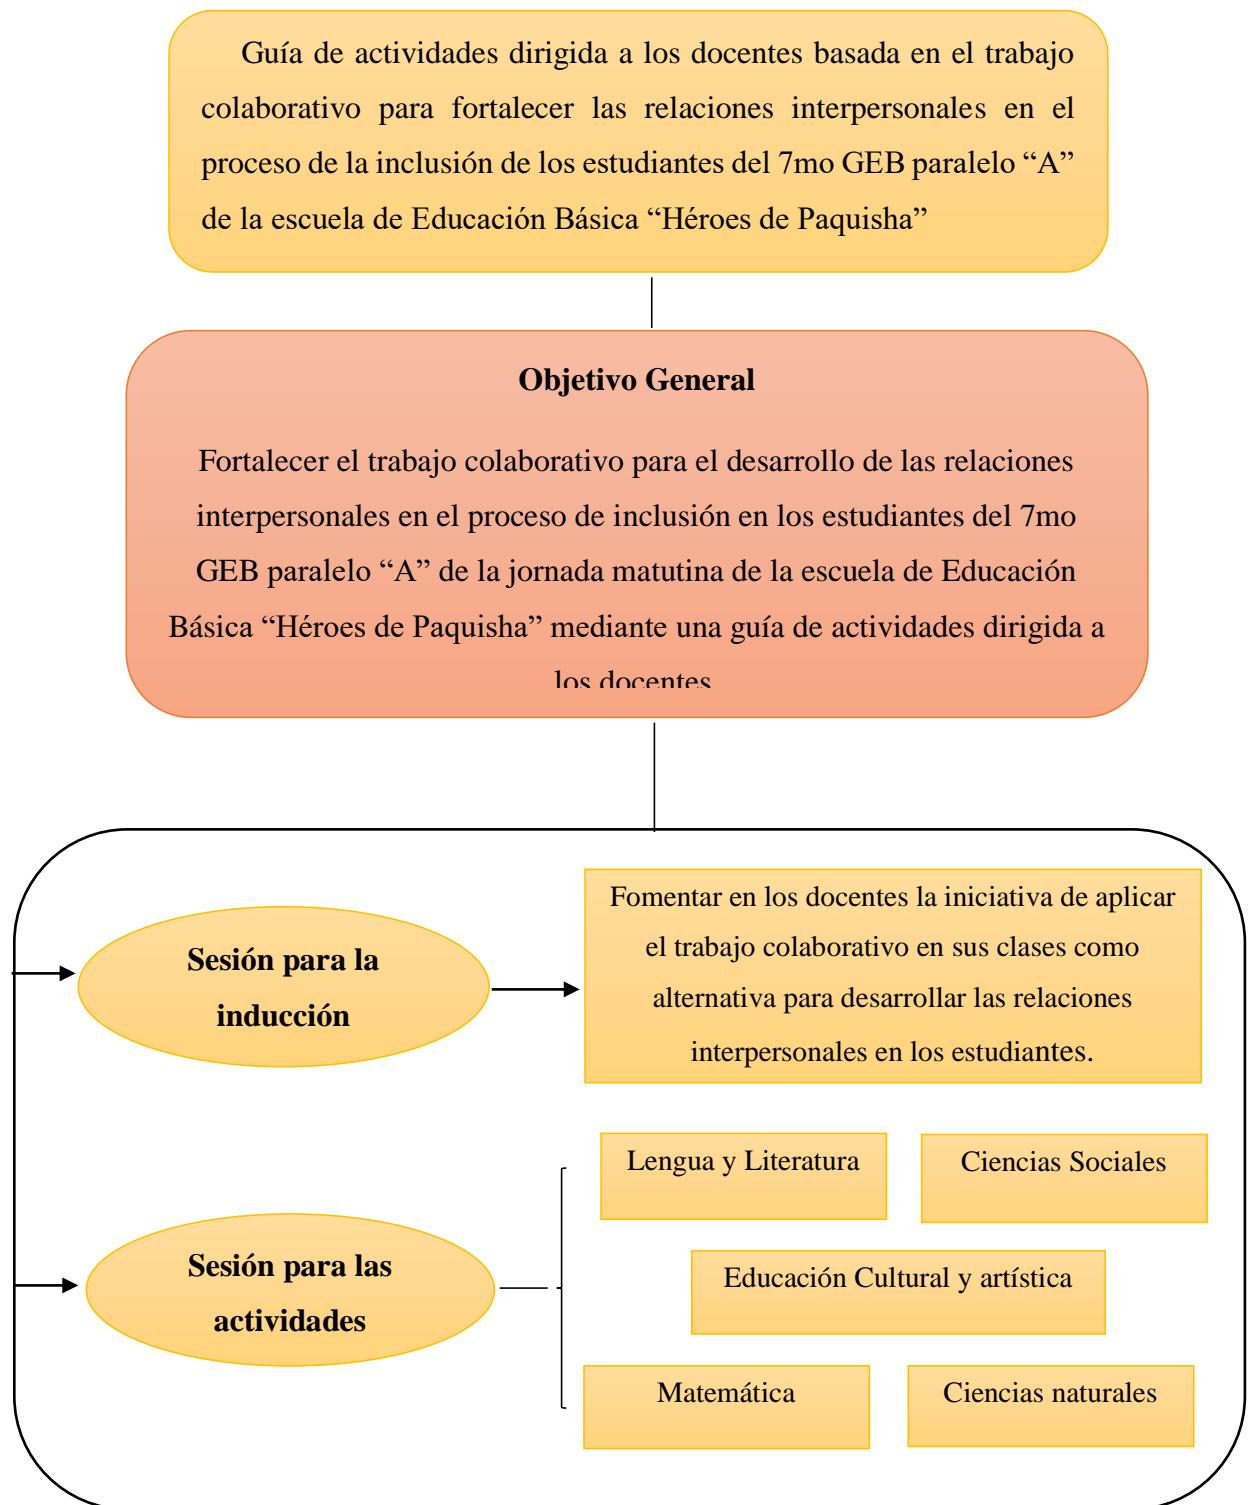 Guía de actividades dirigida a los docentes basada en el trabajo
colaborativo para fortalecer las relaciones interpersonales en el
proceso de la inclusión de los estudiantes del 7mo GEB paralelo “A”
de la escuela de Educación Básica “Héroes de Paquisha”
Objetivo General
Fortalecer el trabajo colaborativo para el desarrollo de las relaciones
interpersonales en el proceso de inclusión en los estudiantes del 7mo
GEB paralelo “A” de la jornada matutina de la escuela de Educación
Básica “Héroes de Paquisha” mediante una guía de actividades dirigida a
los docentes
Sesión para la
inducción
Fomentar en los docentes la iniciativa de aplicar
el trabajo colaborativo en sus clases como
alternativa para desarrollar las relaciones
interpersonales en los estudiantes.
Sesión para las
actividades
Lengua y Literatura
Ciencias Sociales
Educación Cultural y artística
Matemática
Ciencias naturales